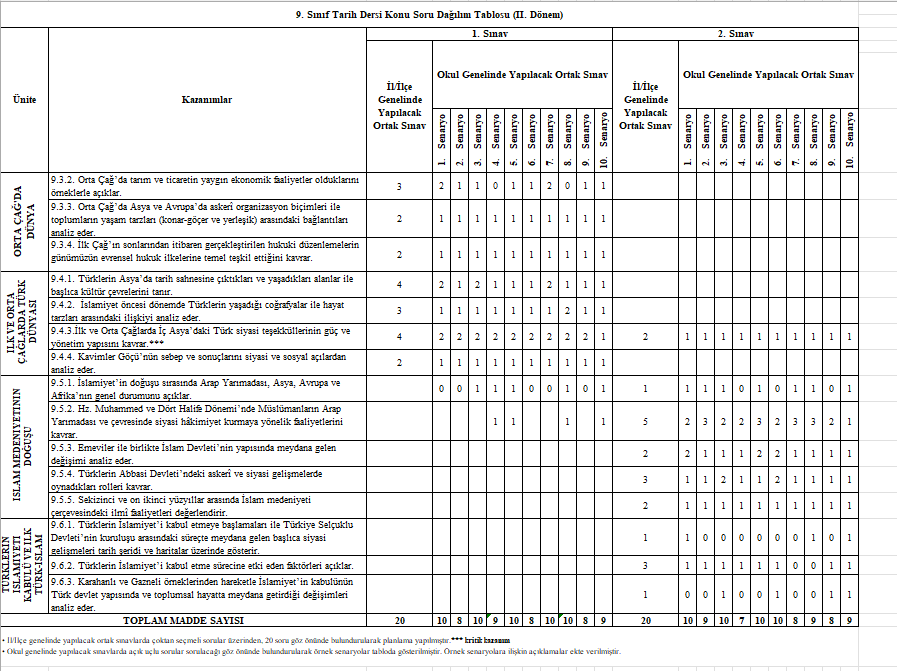 9. Sınıf Tarih Dersi Konu Soru Dağılım Tablosu (II. Dönem)
Ünite
Kazanımlar
1. Sınav
2. Sınav
İl/İlçe
Genelinde
Yapılacak
Ortak Sınav
Okul Genelinde Yapılacak Ortak Sınav
1. Senaryo
2. Senaryo
3. Senaryo
4. Senaryo
5. Senaryo
6. Senaryo
7. Senaryo
8. Senaryo
9. Senaryo
10. Senaryo
İl/İlçe
Genelinde
Yapılacak
Ortak Sınav
Okul Genelinde Yapılacak Ortak Sınav
1. Senaryo
2. Senaryo
3. Senaryo
4. Senaryo
5. Senaryo
6. Senaryo
7. Senaryo
8. Senaryo
9. Senaryo
10. Senaryo
ORTA ÇAĞ'DA
DÜNYA
9.3.2. Orta Çağ’da tarım ve ticaretin yaygın ekonomik faaliyetler olduklarını
örneklerle açıklar.
3 2 1 1 0 1 1 2 0 1 1
9.3.3. Orta Çağ’da Asya ve Avrupa’da askerî organizasyon biçimleri ile
toplumların yaşam tarzları (konar-göçer ve yerleşik) arasındaki bağlantıları
analiz eder.
2 1 1 1 1 1 1 1 1 1 1
9.3.4. İlk Çağ’ın sonlarından itibaren gerçekleştirilen hukuki düzenlemelerin
günümüzün evrensel hukuk ilkelerine temel teşkil ettiğini kavrar.
2 1 1 1 1 1 1 1 1 1 1
İLK VE ORTA
ÇAĞLARDA TÜRK
DÜNYASI
9.4.1. Türklerin Asya’da tarih sahnesine çıktıkları ve yaşadıkları alanlar ile
başlıca kültür çevrelerini tanır.
4 2 1 2 1 1 1 2 1 1 1
9.4.2. İslamiyet öncesi dönemde Türklerin yaşadığı coğrafyalar ile hayat
tarzları arasındaki ilişkiyi analiz eder.
3 1 1 1 1 1 1 1 2 1 1
9.4.3.İlk ve Orta Çağlarda İç Asya’daki Türk siyasi teşekküllerinin güç ve
yönetim yapısını kavrar.***
4 2 2 2 2 2 2 2 2 2 1 2 1 1 1 1 1 1 1 1 1 1
9.4.4. Kavimler Göçü’nün sebep ve sonuçlarını siyasi ve sosyal açılardan
analiz eder.
2 1 1 1 1 1 1 1 1 1 1
İSLAM MEDENİYETİNİN
DOĞUŞU
9.5.1. İslamiyet’in doğuşu sırasında Arap Yarımadası, Asya, Avrupa ve
Afrika’nın genel durumunu açıklar.
0 0 1 1 1 0 0 1 0 1 1 1 1 1 0 1 0 1 1 0 1
9.5.2. Hz. Muhammed ve Dört Halife Dönemi’nde Müslümanların Arap
Yarımadası ve çevresinde siyasi hâkimiyet kurmaya yönelik faaliyetlerini
kavrar.
1 1 1 1 5 2 3 2 2 3 2 3 3 2 1
9.5.3. Emeviler ile birlikte İslam Devleti’nin yapısında meydana gelen
değişimi analiz eder.
2 2 1 1 1 2 2 1 1 1 1
9.5.4. Türklerin Abbasi Devleti’ndeki askerî ve siyasi gelişmelerde
oynadıkları rolleri kavrar.
3 1 1 2 1 1 2 1 1 1 1
9.5.5. Sekizinci ve on ikinci yüzyıllar arasında İslam medeniyeti
çerçevesindeki ilmî faaliyetleri değerlendirir.
2 1 1 1 1 1 1 1 1 1 1
TÜRKLERİN
İSLAMİYETİ
KABULÜ VE İLK
TÜRK-İSLAM
9.6.1. Türklerin İslamiyet’i kabul etmeye başlamaları ile Türkiye Selçuklu
Devleti’nin kuruluşu arasındaki süreçte meydana gelen başlıca siyasi
gelişmeleri tarih şeridi ve haritalar üzerinde gösterir.
1 1 0 0 0 0 0 0 1 0 1
9.6.2. Türklerin İslamiyet’i kabul etme sürecine etki eden faktörleri açıklar.
3 1 1 1 1 1 1 0 0 1 1
9.6.3. Karahanlı ve Gazneli örneklerinden hareketle İslamiyet’in kabulünün
Türk devlet yapısında ve toplumsal hayatta meydana getirdiği değişimleri
analiz eder.
1 0 0 1 0 0 1 0 0 1 1
TOPLAM MADDE SAYISI 20 10 8 10 9 10 8 10 10 8 9 20 10 9 10 7 10 10 8 9 8 9
• İl/İlçe genelinde yapılacak ortak sınavlarda çoktan seçmeli sorular üzerinden, 20 soru göz önünde bulundurularak planlama yapılmıştır.*** kritik kazanım
• Okul genelinde yapılacak sınavlarda açık uçlu sorular sorulacağı göz önünde bulundurularak örnek senaryolar tabloda gösterilmiştir. Örnek senaryolara ilişkin açıklamalar ekte verilmiştir.